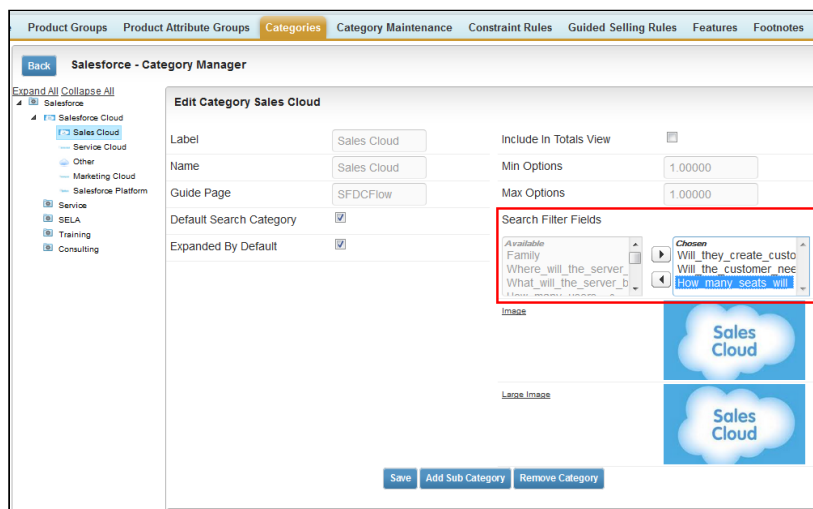 Product Groups Product Attribute Groups Categories Category Maintenance Constraint Rules Guided Selling Rules Features Footnotes
Back Salesforce - Category Manager
Expand All Collapse All
Salesforce
Salesforce Cloud
Sales Cloud
Service Cloud
Other
Marketing Cloud
Salesforce Platform
Service
SELA
Training
Consulting
Edit Category Sales Cloud
Label Sales Cloud
Name Sales Cloud
Guide Page SFDCFlow
Default Search Category
Expanded By Default
Include In Totals View
Min Options 1.00000
Max Options 1.00000
Search Filter Fields
Available
Family
Where_will_the_server_
What_will_the_server_b
How_many_users
Chosen
Will_they_create_custo
Will_the_customer_nee
How_many_seats_will
Image
Sales
Cloud
Large Image
Sales
Cloud
Save Add Sub Category Remove Category